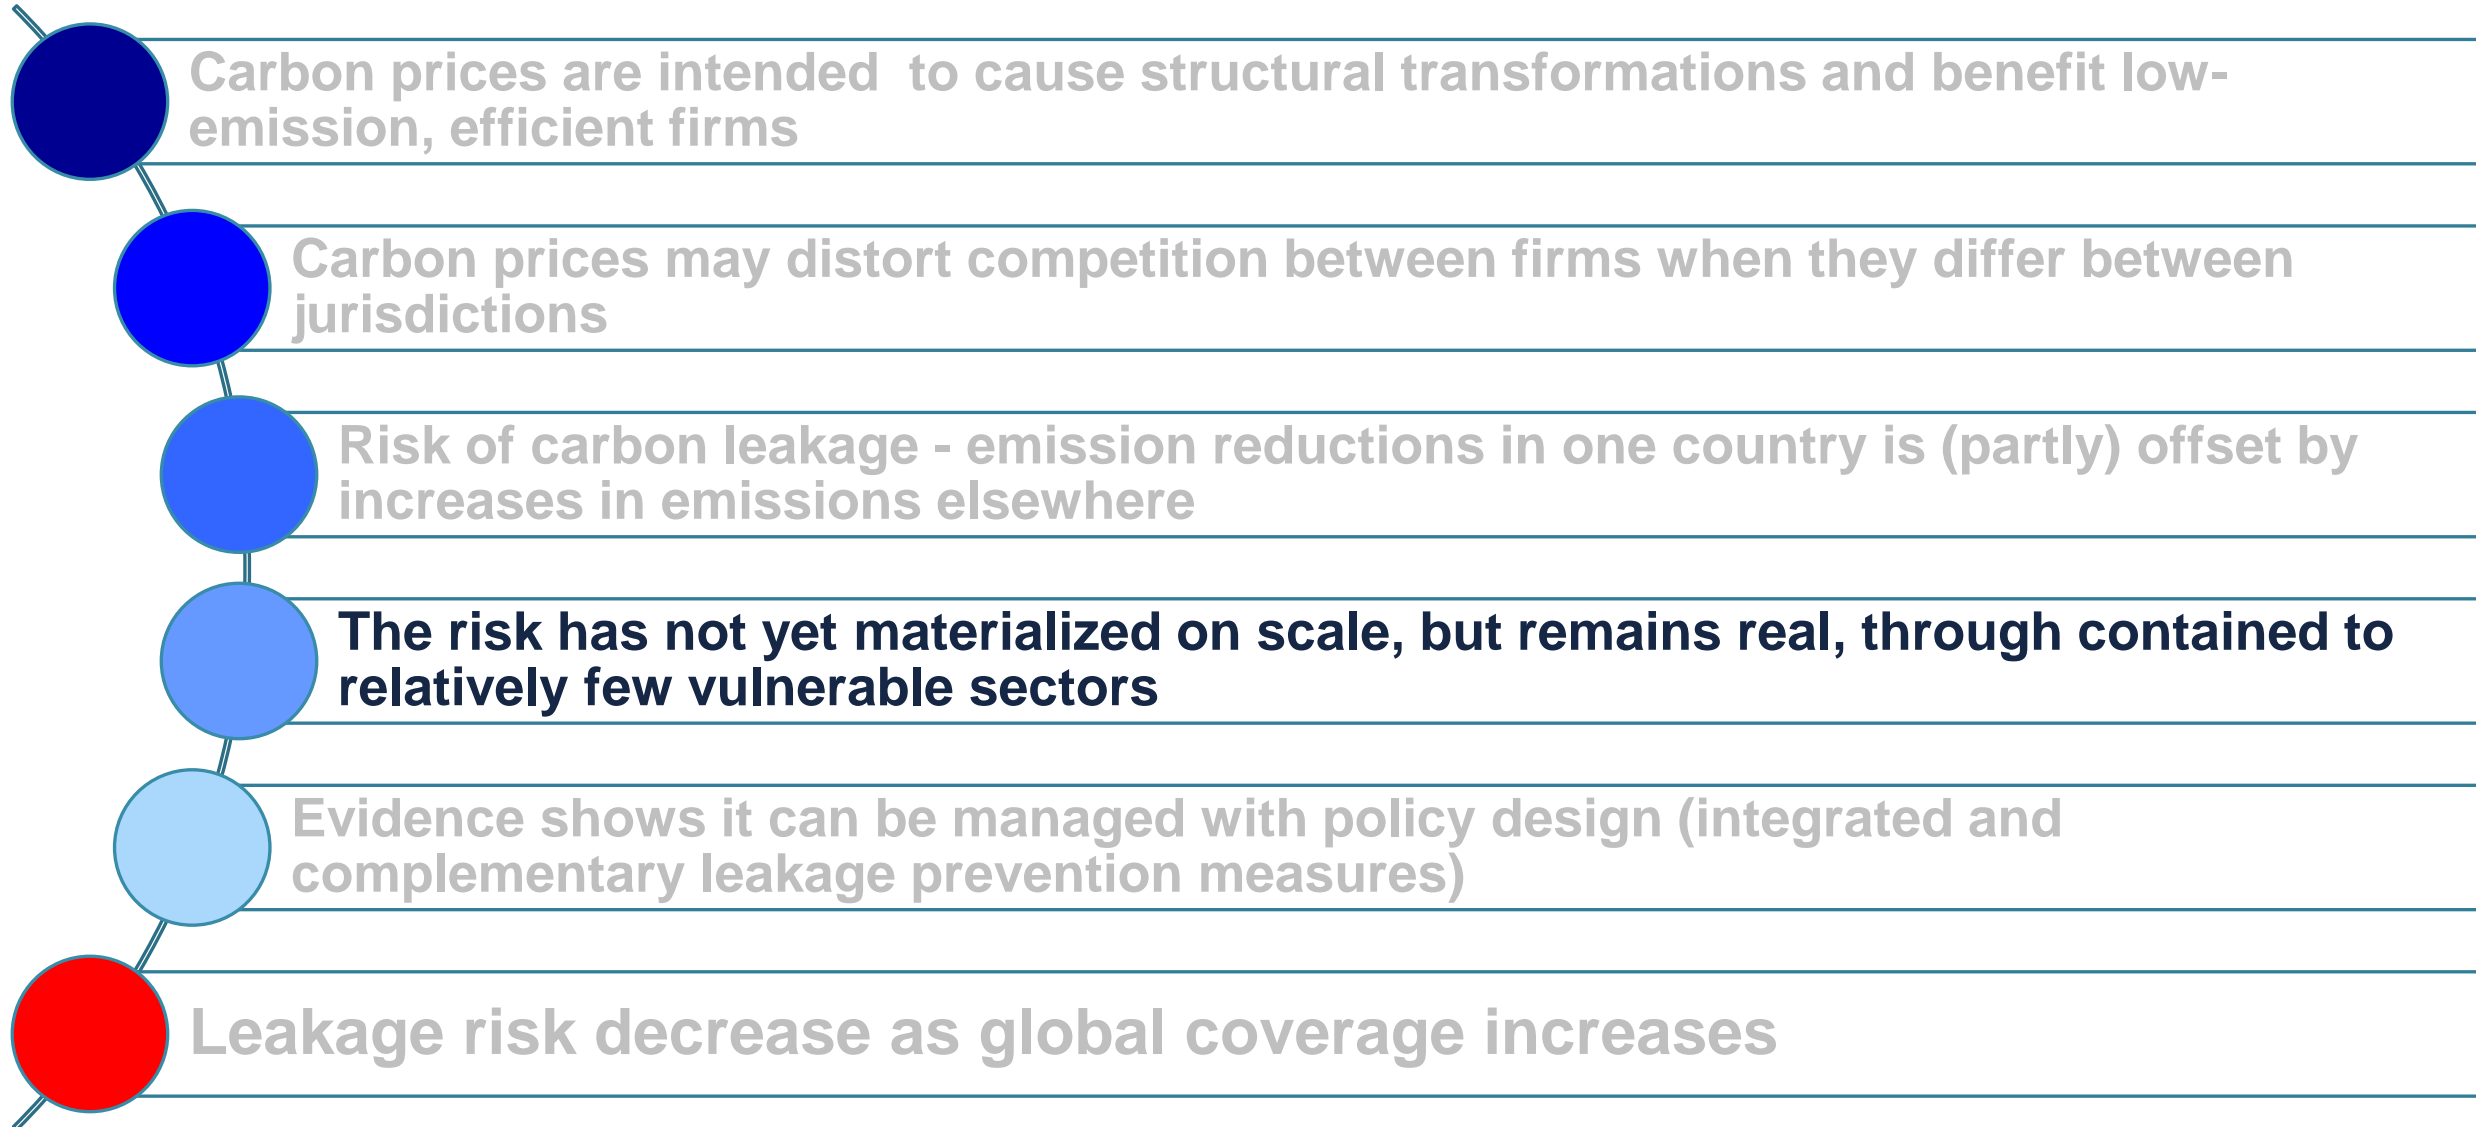 Carbon prices are intended  to cause structural transformations and benefit low-
emission, efficient firms
Carbon prices may distort competition between firms when they differ between
jurisdictions
Risk of carbon leakage - emission reductions in one country is (partly) offset by
increases in emissions elsewhere
The risk has not yet materialized on scale, but remains real, through contained to
relatively few vulnerable sectors
Evidence shows it can be managed with policy design (integrated and
complementary leakage prevention measures)
Leakage risk decrease as global coverage increases